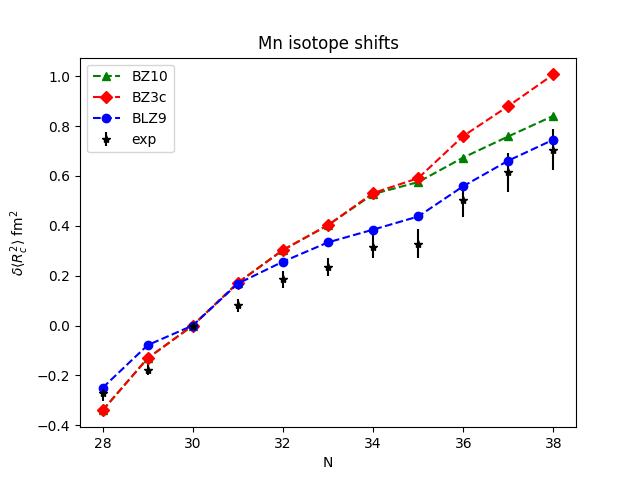 Mn isotope shifts
BZ10
BZ3c
BLZ9
exp
δ⟨R_c^2⟩ fm^2
1.0
0.8
0.6
0.4
0.2
0.0
−0.2
−0.4
28 30 32 34 36 38
N